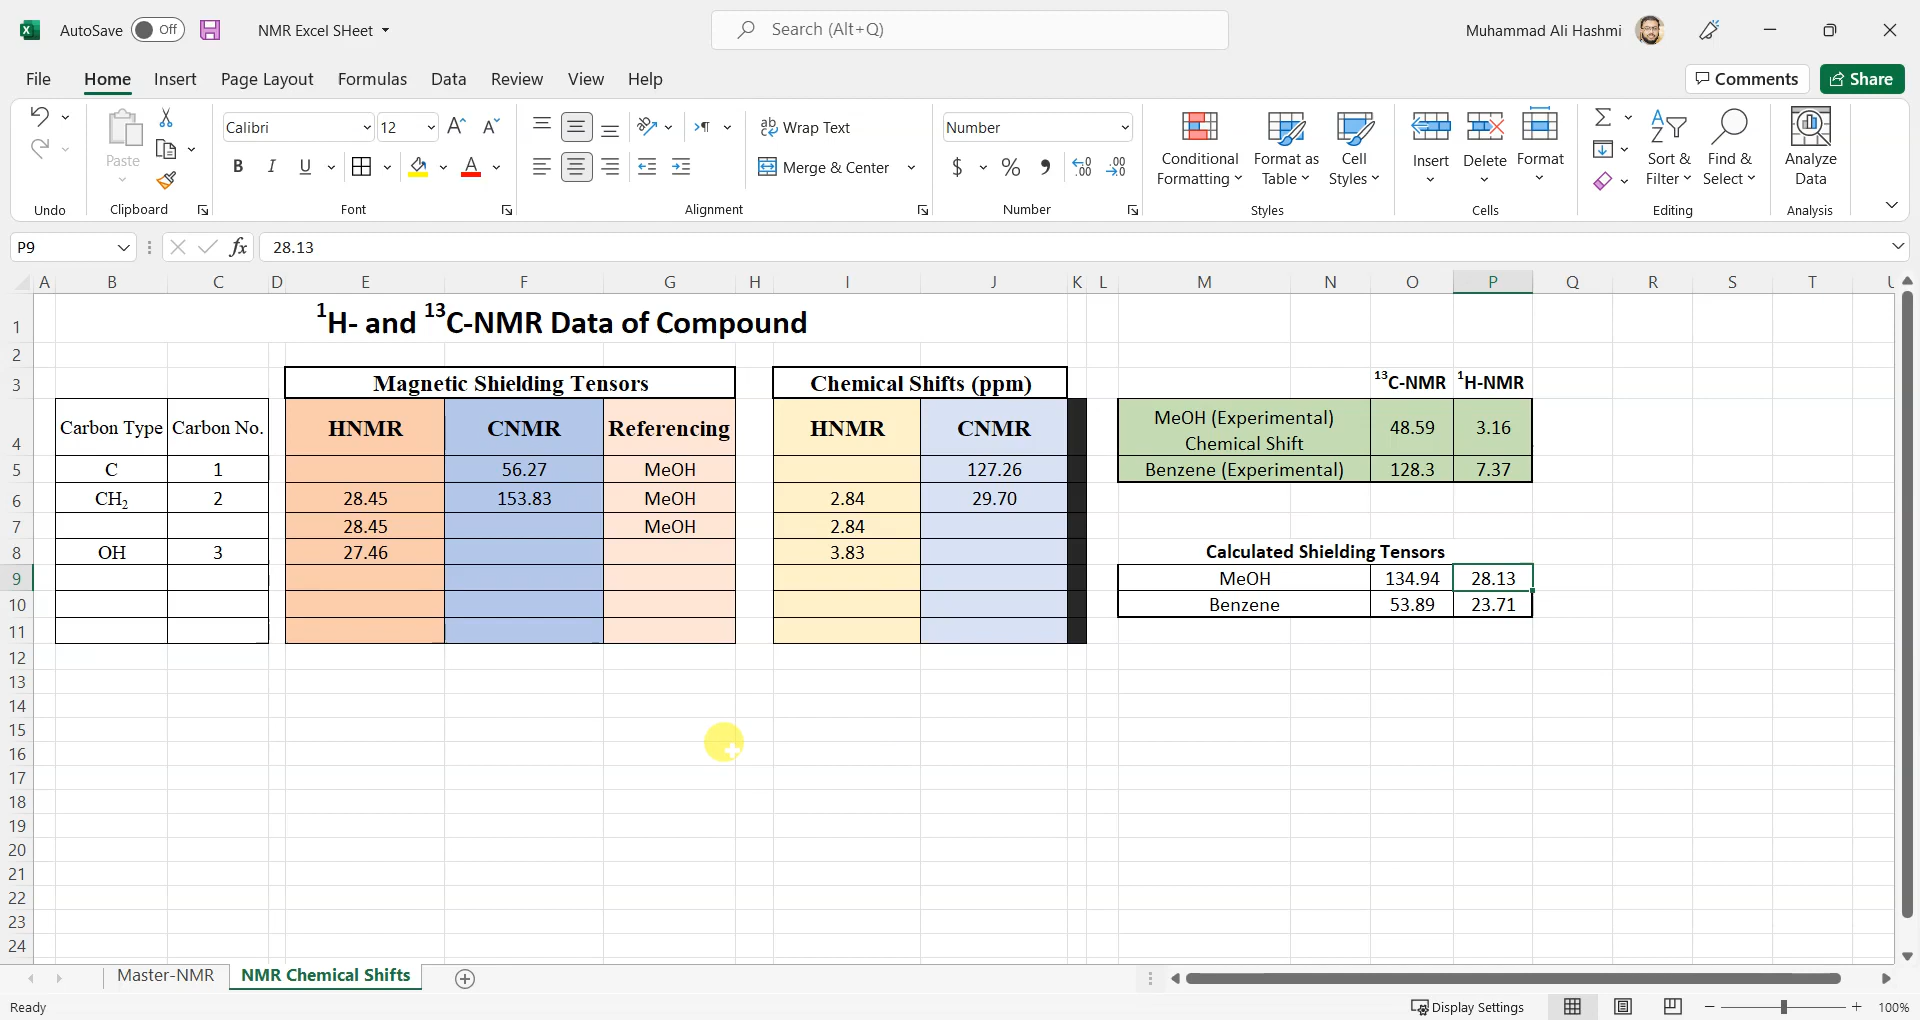 AutoSave Off NMR Excel SHeet Search (Alt+Q) Muhammad Ali Hashmi
File Home Insert Page Layout Formulas Data Review View Help Comments Share
Calibri 12 ab Wrap Text Number
Paste B I U Merge & Center $ % Conditional Formatting Format as Table Cell Styles Insert Delete Format Sort & Filter Find & Select Analyze Data
Undo Clipboard Font Alignment Number Styles Cells Editing Analysis
P9 fx 28.13
A B C D E F G H I J K L M N O P Q R S T U
1 ¹H- and ¹³C-NMR Data of Compound
2
3 Magnetic Shielding Tensors Chemical Shifts (ppm) ¹³C-NMR ¹H-NMR
4 Carbon Type Carbon No. HNMR CNMR Referencing HNMR CNMR MeOH (Experimental) Chemical Shift 48.59 3.16
5 C 1 56.27 MeOH 127.26 Benzene (Experimental) 128.3 7.37
6 CH₂ 2 28.45 153.83 MeOH 2.84 29.70
7 28.45 MeOH 2.84
8 OH 3 27.46 3.83 Calculated Shielding Tensors
9 MeOH 134.94 28.13
10 Benzene 53.89 23.71
11
12
13
14
15
16
17
18
19
20
21
22
23
24
Master-NMR NMR Chemical Shifts
Ready Display Settings 100%